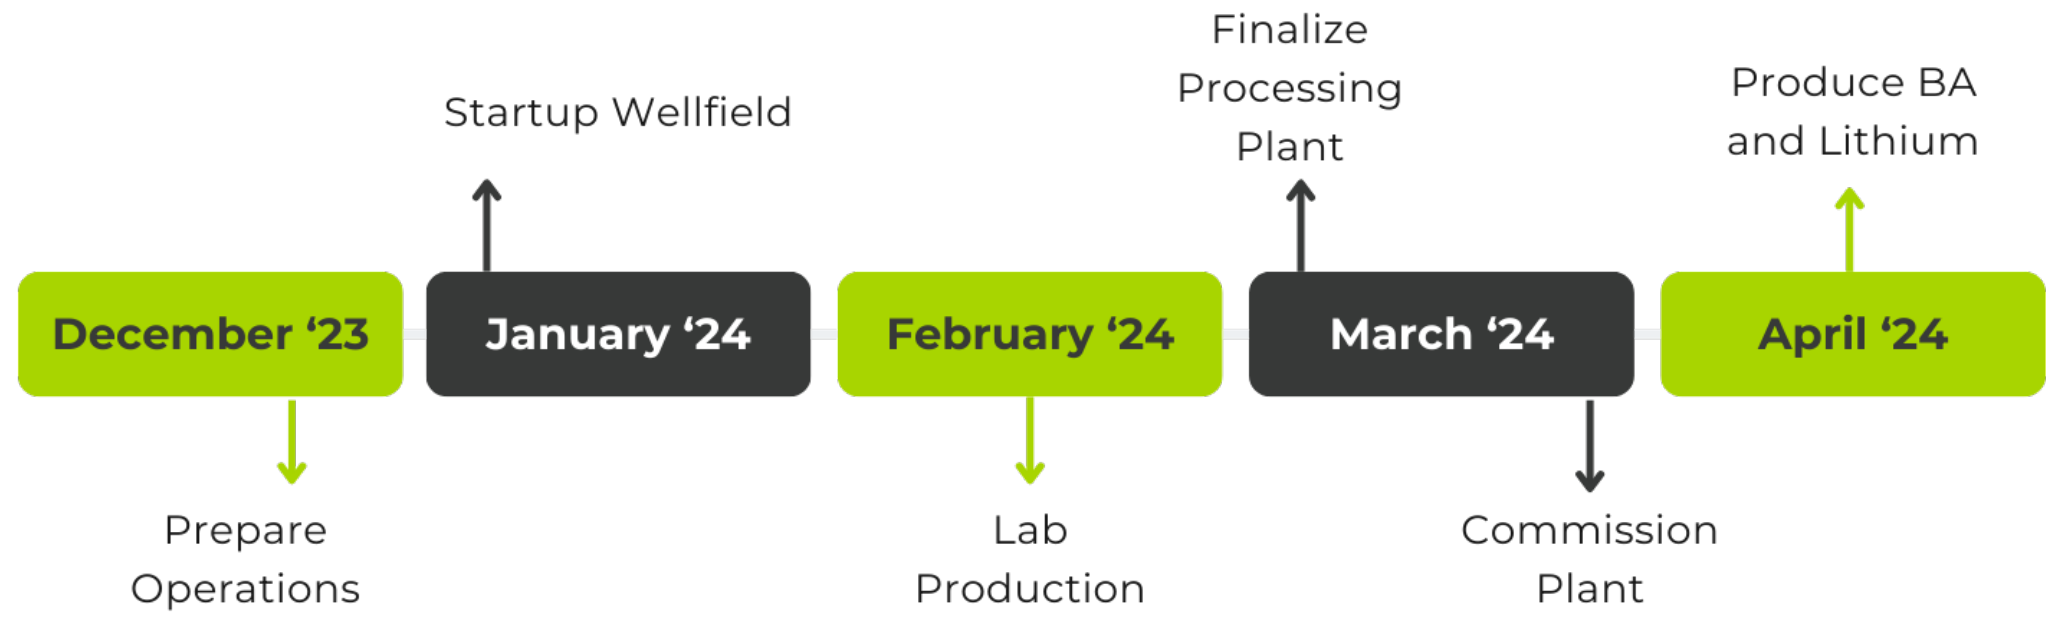 Finalize
Processing
Plant
Produce BA
and Lithium
Startup Wellfield
December ‘23
January ‘24
February ‘24
March ‘24
April ‘24
Prepare
Operations
Lab
Production
Commission
Plant